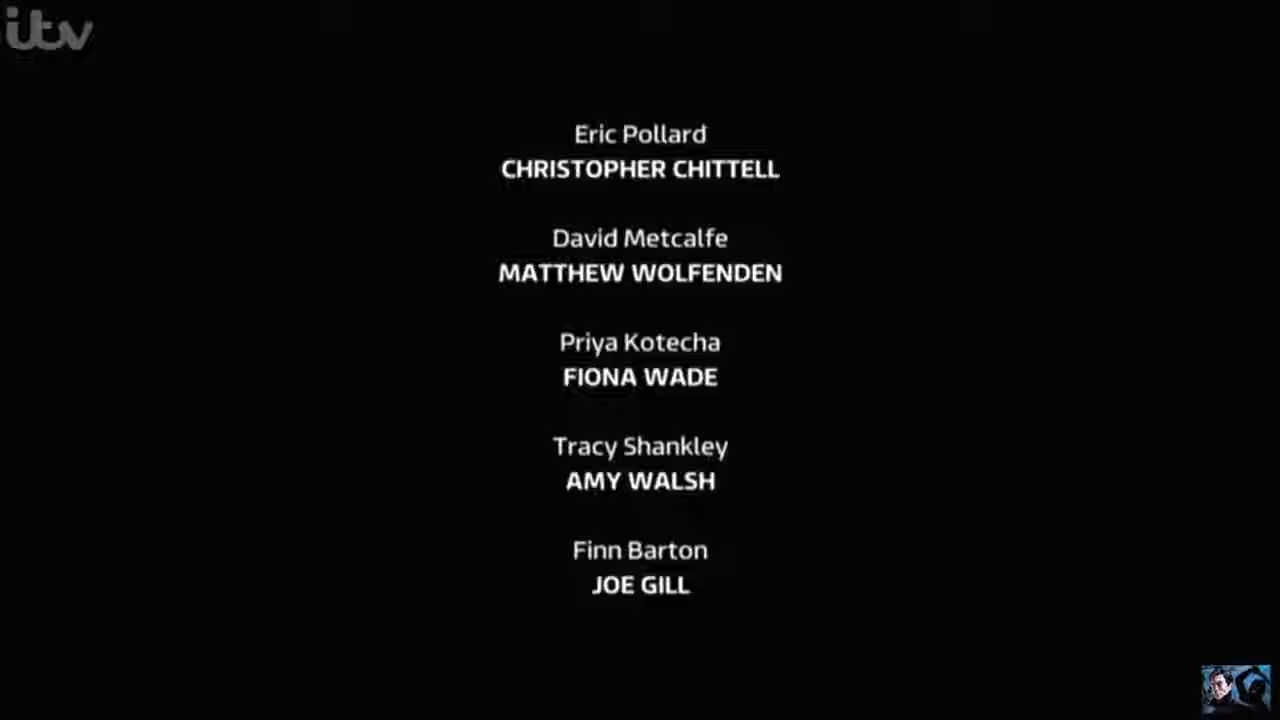 itv
Eric Pollard
CHRISTOPHER CHITTELL
David Metcalfe
MATTHEW WOLFENDEN
Priya Kotecha
FIONA WADE
Tracy Shankley
AMY WALSH
Finn Barton
JOE GILL